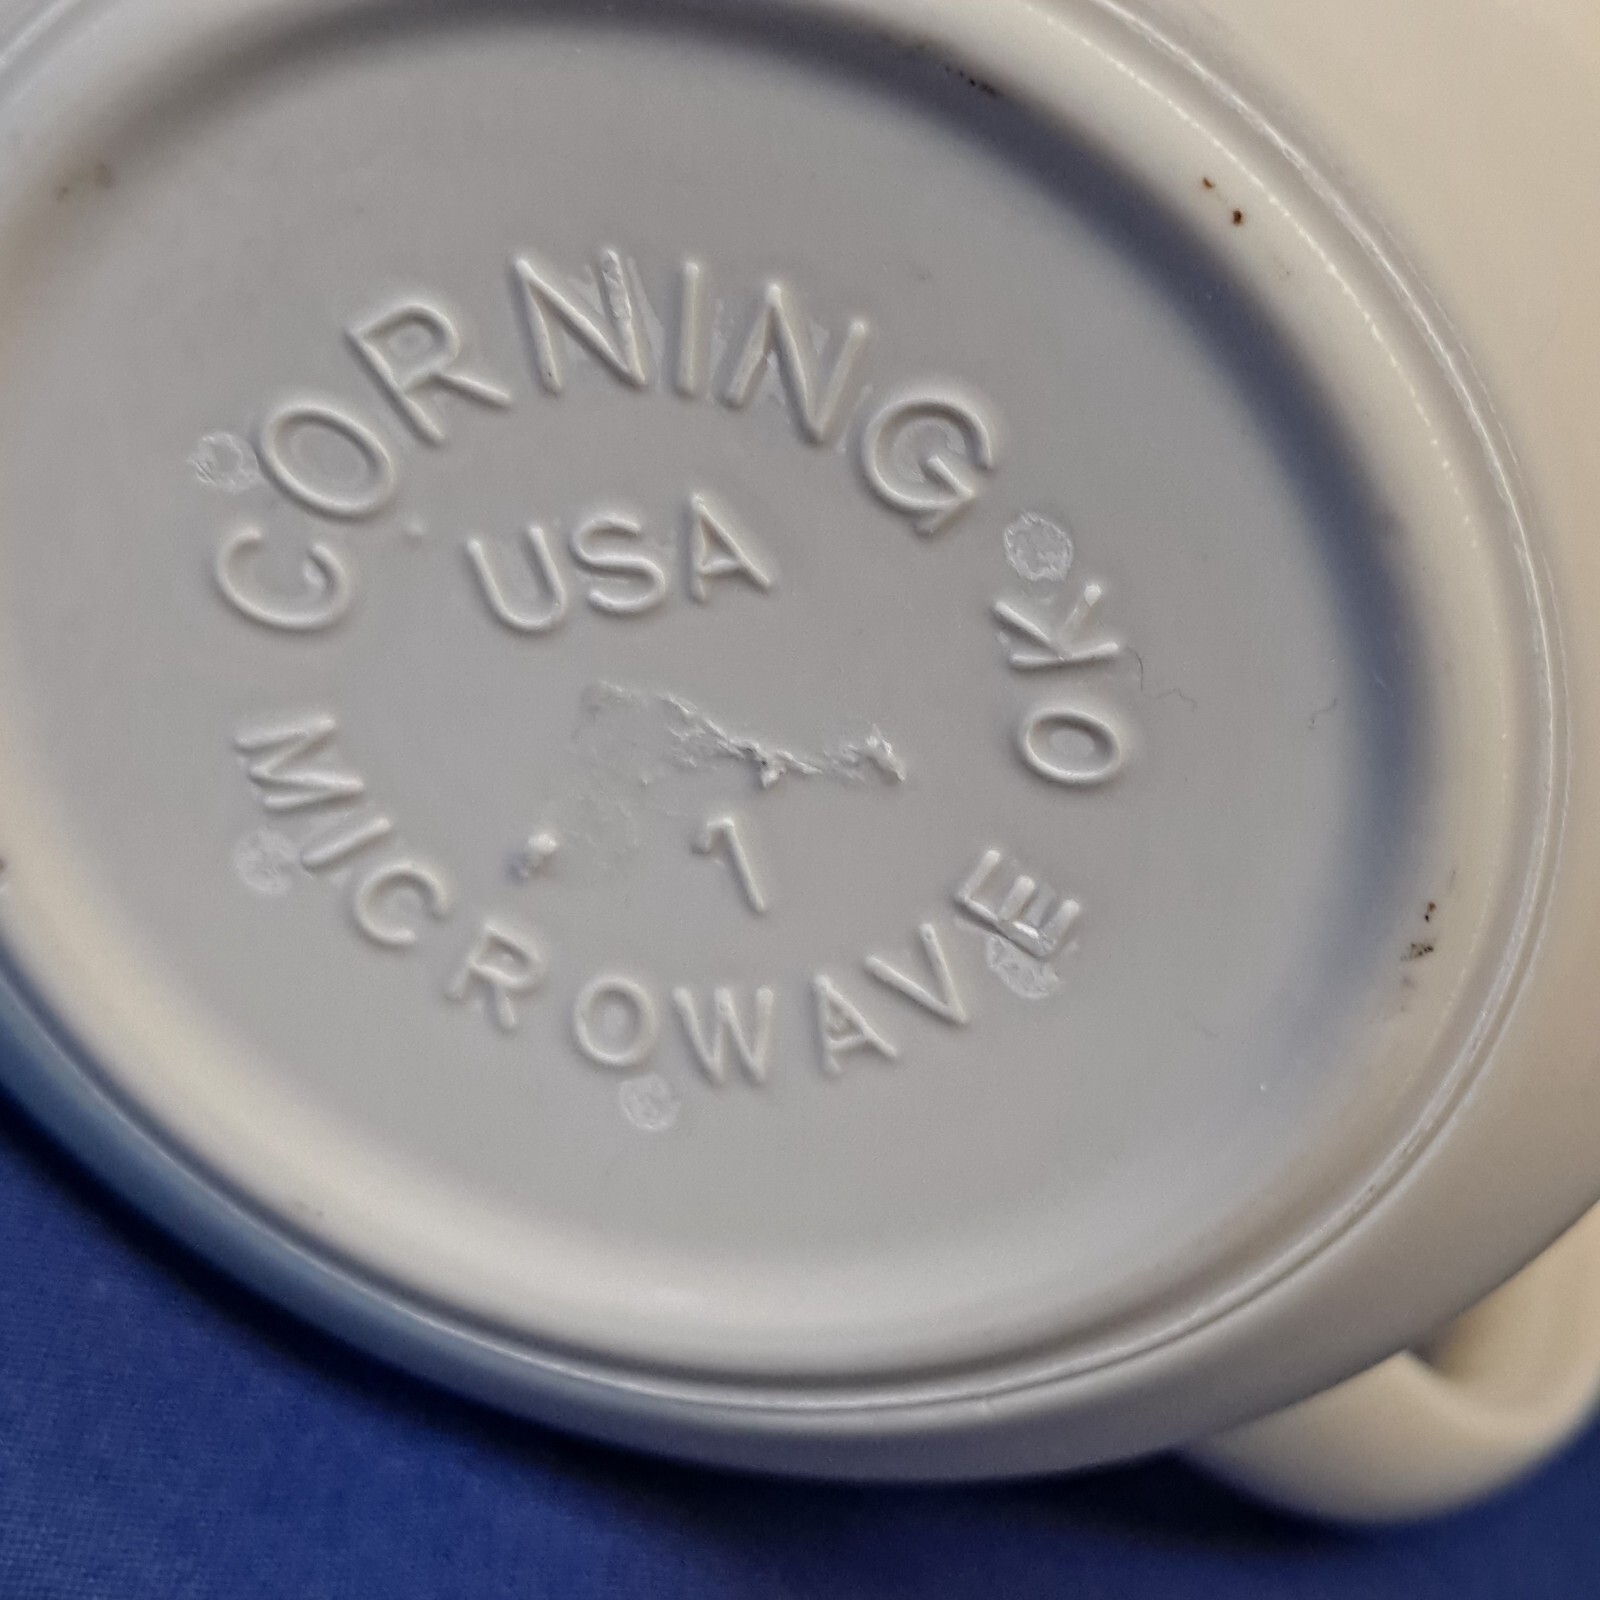 CORNING
USA
1
MICROWAVE OK